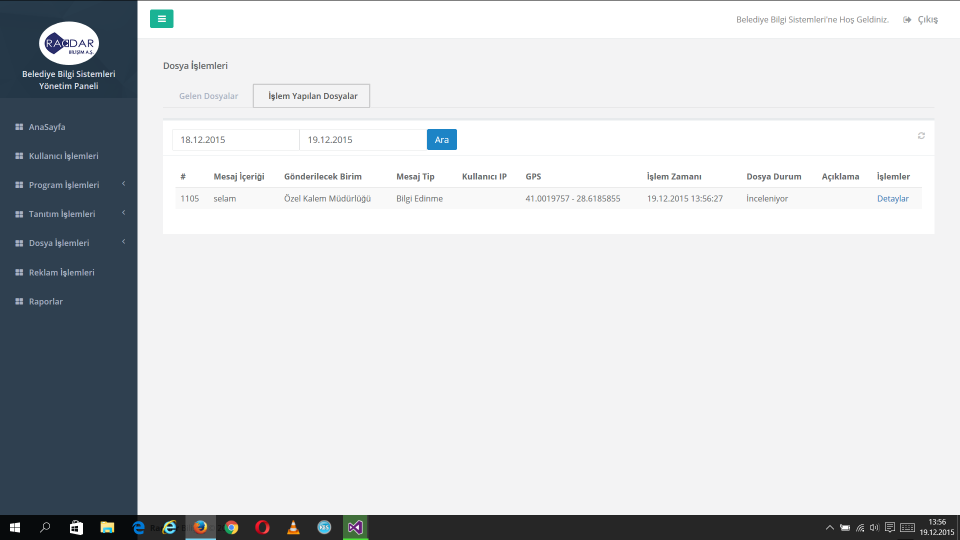 RACDAR
BİLİŞİM A.Ş.
Belediye Bilgi Sistemleri
Yönetim Paneli
AnaSayfa
Kullanıcı İşlemleri
Program İşlemleri
Tanıtım İşlemleri
Dosya İşlemleri
Reklam İşlemleri
Raporlar
Belediye Bilgi Sistemleri'ne Hoş Geldiniz. Çıkış
Dosya İşlemleri
Gelen Dosyalar İşlem Yapılan Dosyalar
18.12.2015 19.12.2015 Ara
# Mesaj İçeriği Gönderilecek Birim Mesaj Tip Kullanıcı IP GPS İşlem Zamanı Dosya Durum Açıklama İşlemler
1105 selam Özel Kalem Müdürlüğü Bilgi Edinme 41.0019757 - 28.6185855 19.12.2015 13:56:27 İnceleniyor Detaylar
13:56
19.12.2015